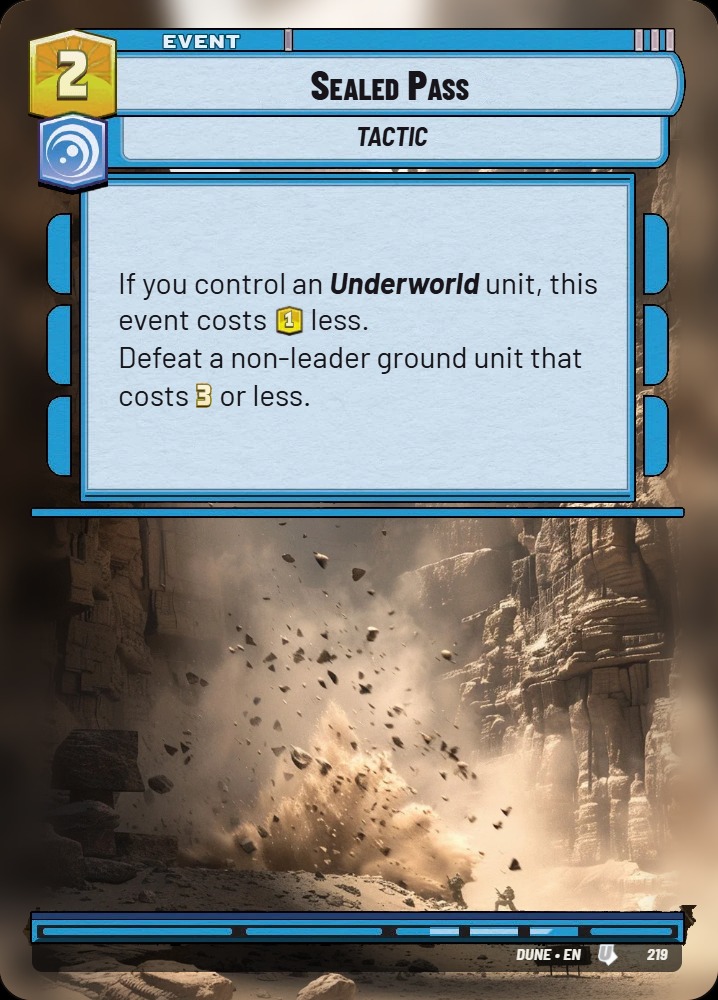 EVENT
2
SEALED PASS
TACTIC
If you control an Underworld unit, this
event costs 1 less.
Defeat a non-leader ground unit that
costs 3 or less.
DUNE • EN U 219